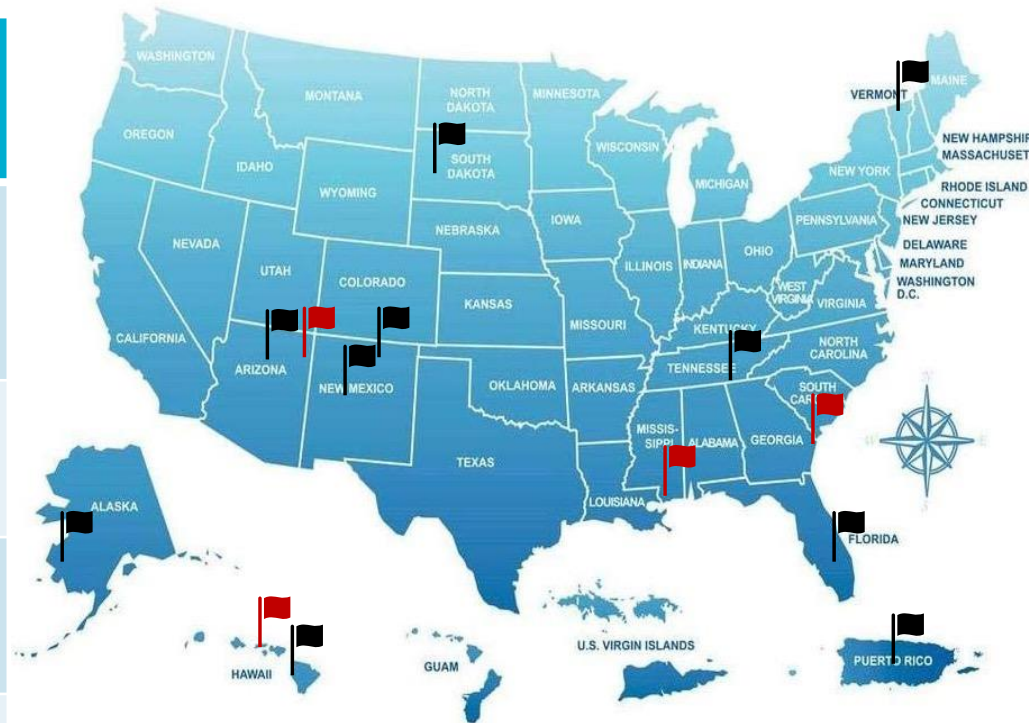 WASHINGTON
MONTANA
NORTH
DAKOTA
MINNESOTA
VERMONT
MAINE
OREGON
IDAHO
SOUTH
DAKOTA
WISCONSIN
NEW HAMPSHIR
MASSACHUSET
WYOMING
MICHIGAN
NEW YORK
RHODE ISLAND
CONNECTICUT
NEW JERSEY
IOWA
PENNSYLVANIA
NEBRASKA
NEVADA
UTAH
COLORADO
ILLINOIS
INDIANA
OHIO
DELAWARE
MARYLAND
WASHINGTON
D.C.
WEST
VIRGINIA
VIRGINIA
KANSAS
MISSOURI
KENTUCKY
CALIFORNIA
NORTH
CAROLINA
ARIZONA
NEW MEXICO
OKLAHOMA
ARKANSAS
TENNESSEE
SOUTH
MISSIS-
SIPPI
ALABAMA
GEORGIA
TEXAS
LOUISIANA
ALASKA
FLORIDA
U.S. VIRGIN ISLANDS
HAWAII
GUAM
PUERTO RICO